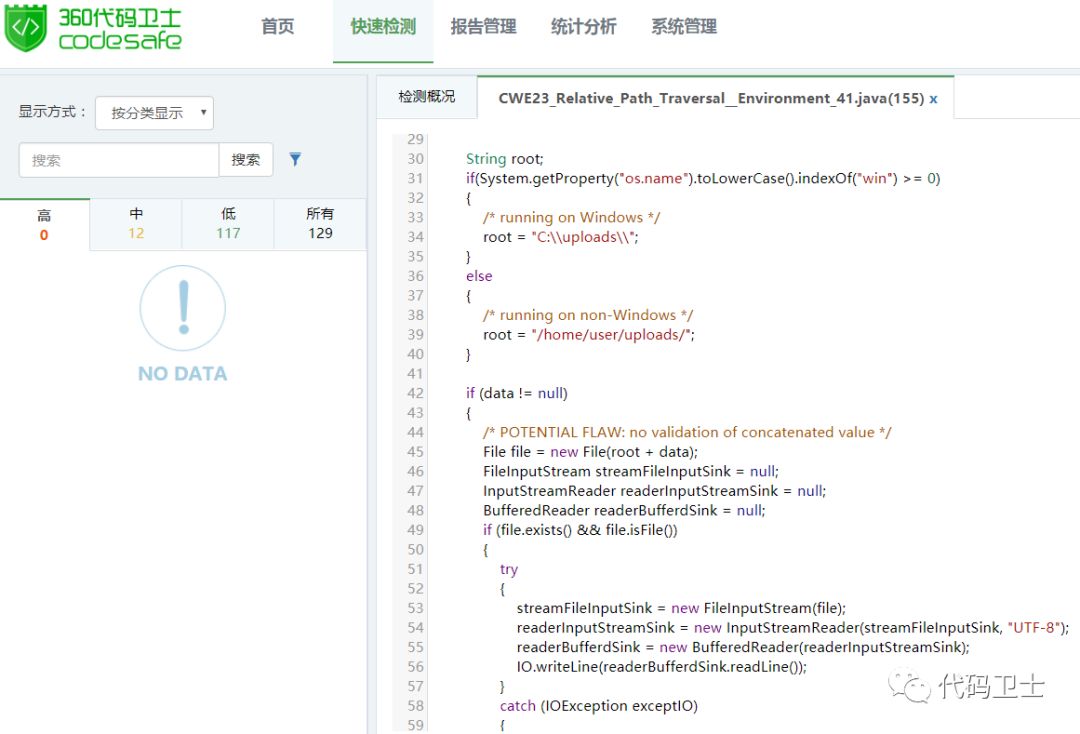 360代码卫士
codesafe
首页 快速检测 报告管理 统计分析 系统管理
显示方式： 按分类显示
搜索 搜索
高 中 低 所有
0 12 117 129
NO DATA
检测概况 CWE23_Relative_Path_Traversal__Environment_41.java(155) x
29
30 String root;
31 if(System.getProperty("os.name").toLowerCase().indexOf("win") >= 0)
32 {
33 /* running on Windows */
34 root = "C:\\uploads\\";
35 }
36 else
37 {
38 /* running on non-Windows */
39 root = "/home/user/uploads/";
40 }
41
42 if (data != null)
43 {
44 /* POTENTIAL FLAW: no validation of concatenated value */
45 File file = new File(root + data);
46 FileInputStream streamFileInputSink = null;
47 InputStreamReader readerInputStreamSink = null;
48 BufferedReader readerBufferdSink = null;
49 if (file.exists() && file.isFile())
50 {
51 try
52 {
53 streamFileInputSink = new FileInputStream(file);
54 readerInputStreamSink = new InputStreamReader(streamFileInputSink, "UTF-8");
55 readerBufferdSink = new BufferedReader(readerInputStreamSink);
56 IO.writeLine(readerBufferdSink.readLine());
57 }
58 catch (IOException exceptIO)
59 {
代码卫士